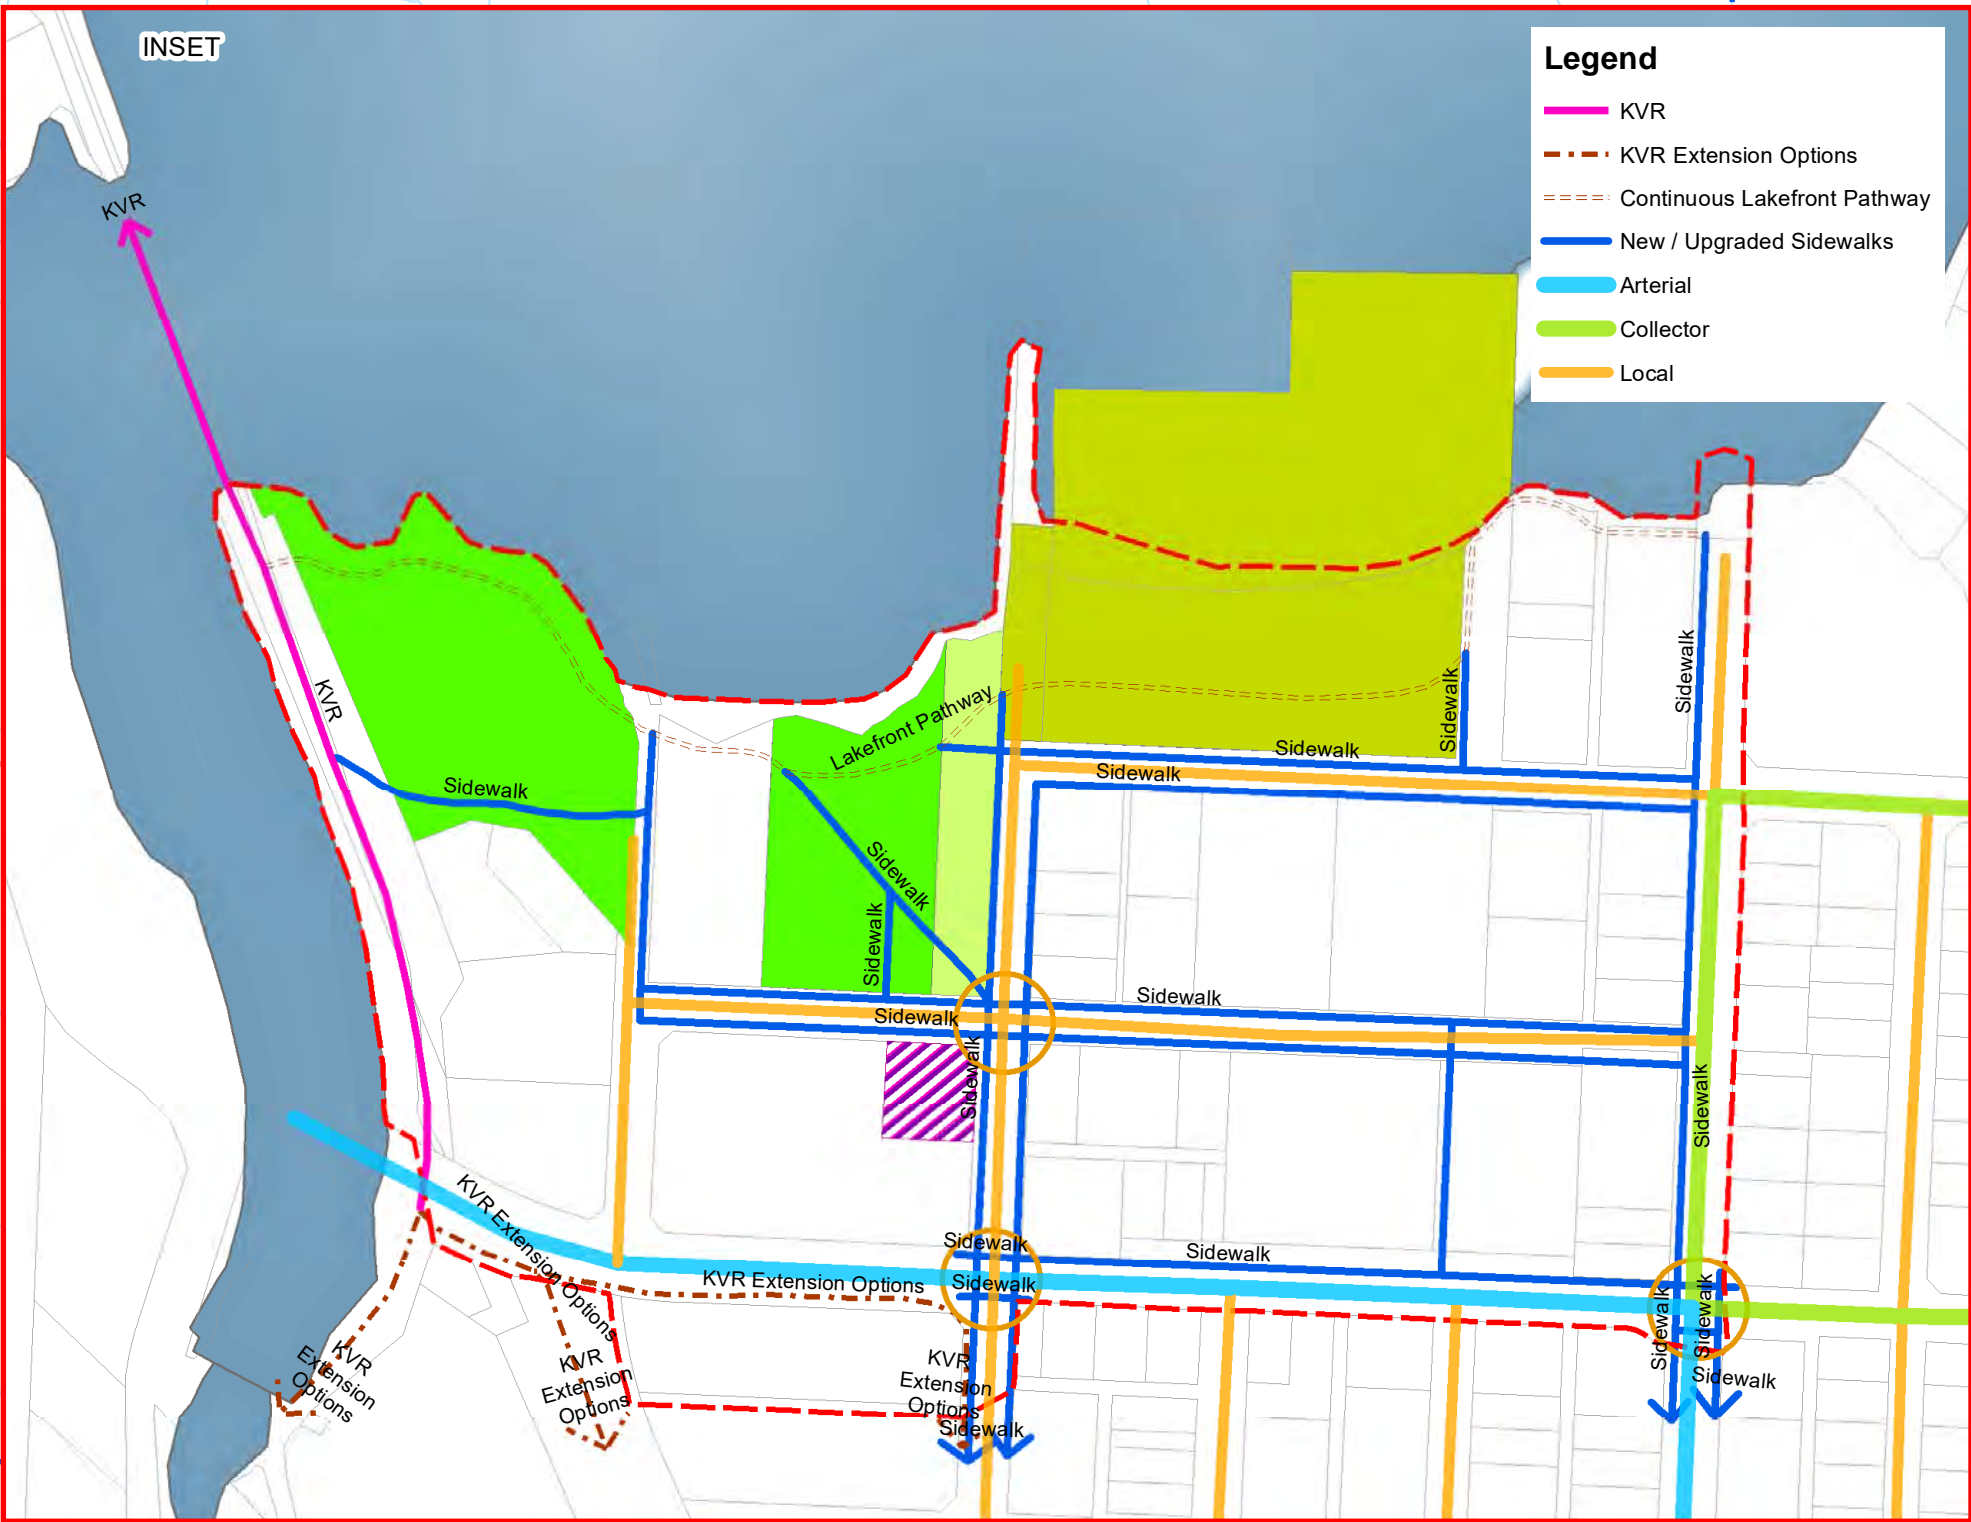 INSET
Legend
KVR
KVR Extension Options
Continuous Lakefront Pathway
New / Upgraded Sidewalks
Arterial
Collector
Local
KVR
KVR
Sidewalk
Lakefront Pathway
Sidewalk
Sidewalk
Sidewalk
Sidewalk
Sidewalk
Sidewalk
Sidewalk
Sidewalk
Sidewalk
Sidewalk
Sidewalk
KVR Extension Options
KVR Extension Options
Sidewalk
Sidewalk
Sidewalk
Sidewalk
Sidewalk
Sidewalk
KVR
Extension
Options
KVR
Extension
Options
KVR
Extension
Options
Sidewalk